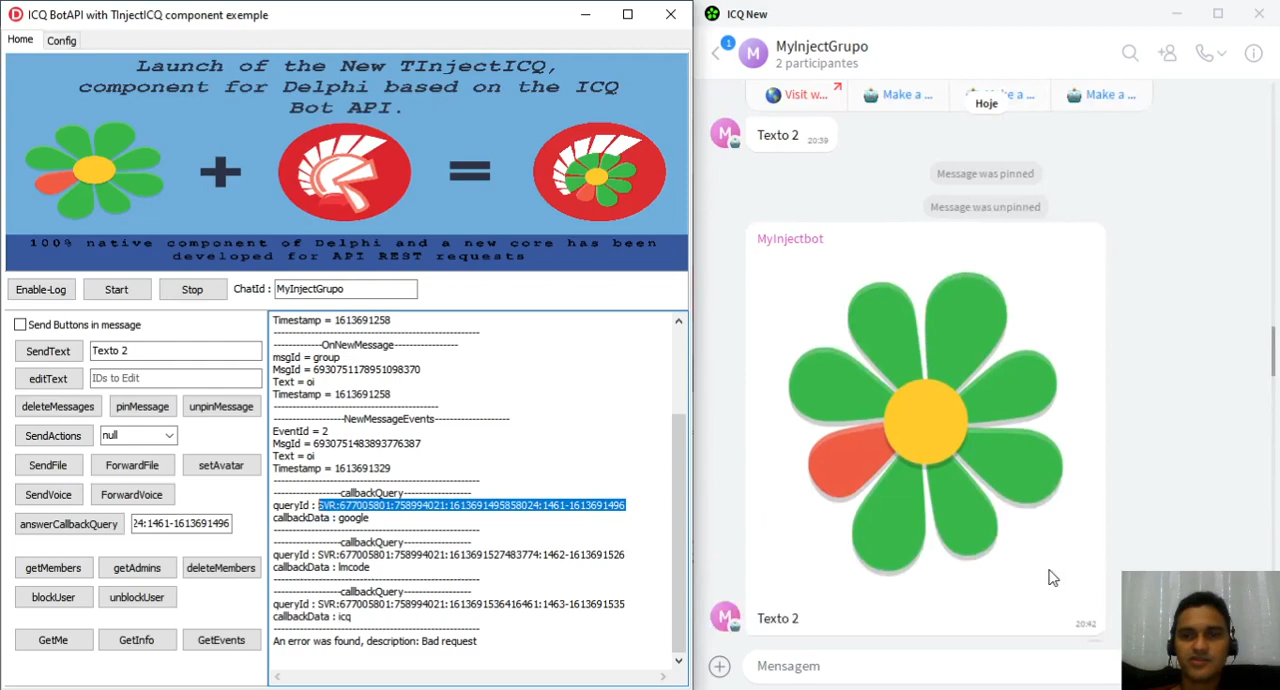 ICQ BotAPI with TInjectICQ component exemple
Home
Config
Launch of the New TInjectICQ,
component for Delphi based on the ICQ
Bot API.
100% native component of Delphi and a new core has been
developed for API REST requests
Enable-Log
Start
Stop
ChatId :
MyInjectGrupo
Send Buttons in message
SendText
Texto 2
editText
IDs to Edit
deleteMessages
pinMessage
unpinMessage
SendActions
null
SendFile
ForwardFile
setAvatar
SendVoice
ForwardVoice
answerCallbackQuery
24:1461-1613691496
getMembers
getAdmins
deleteMembers
blockUser
unblockUser
GetMe
GetInfo
GetEvents
Timestamp = 1613691258
-------------OnNewMessage-----------------
msgId = group
MsgId = 6930751178951098370
Text = oi
Timestamp = 1613691258
-------------------NewMessageEvents--------------------
EventId = 2
MsgId = 6930751483893776387
Text = oi
Timestamp = 1613691329
-------------------callbackQuery-------------------
queryId : SVR:677005801:758994021:1613691495858024:1461-1613691496
callbackData : google
-------------------callbackQuery-------------------
queryId : SVR:677005801:758994021:1613691527483774:1462-1613691526
callbackData : lmcode
-------------------callbackQuery-------------------
queryId : SVR:677005801:758994021:1613691536416461:1463-1613691535
callbackData : icq
An error was found, description: Bad request
ICQ New
1
M
MyInjectGrupo
2 participantes
Visit w...
Make a ...
Make a ...
Hoje
M
Texto 2
20:39
Message was pinned
Message was unpinned
MyInjectbot
M
Texto 2
20:42
Mensagem